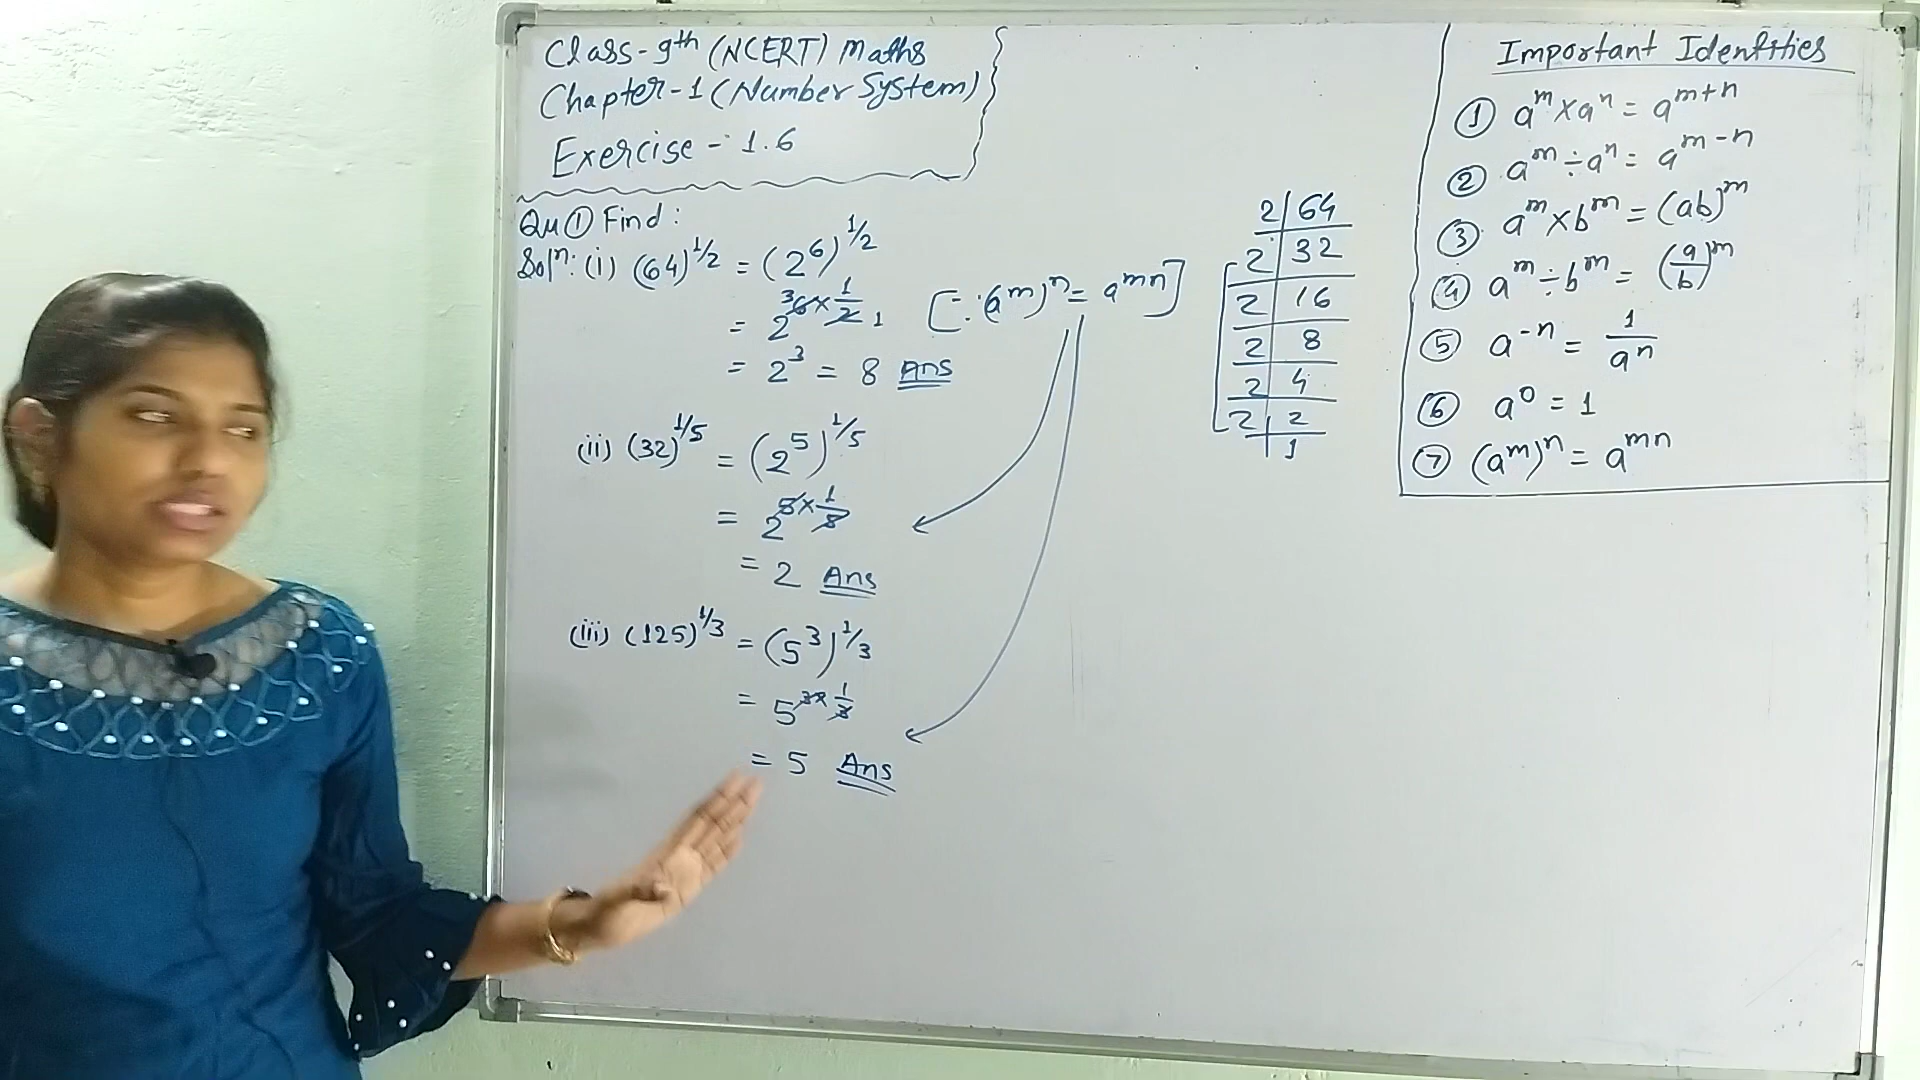 Class-9th (NCERT) Maths
Chapter-1 (Number System)
Exercise - 1.6
Qu ① Find :
Solⁿ: (i) (64)^1/2 = (2^6)^1/2
= 2^6×1/2 [∵ (a^m)^n = a^mn]
= 2^3 = 8 Ans
(ii) (32)^1/5 = (2^5)^1/5
= 2^5×1/5
= 2 Ans
(iii) (125)^1/3 = (5^3)^1/3
= 5^3×1/3
= 5 Ans
2 | 64
2 | 32
2 | 16
2 | 8
2 | 4
2 | 2
| 1
Important Identities
① a^m × a^n = a^m+n
② a^m ÷ a^n = a^m-n
③ a^m × b^m = (ab)^m
④ a^m ÷ b^m = (a/b)^m
⑤ a^-n = 1/a^n
⑥ a^0 = 1
⑦ (a^m)^n = a^mn